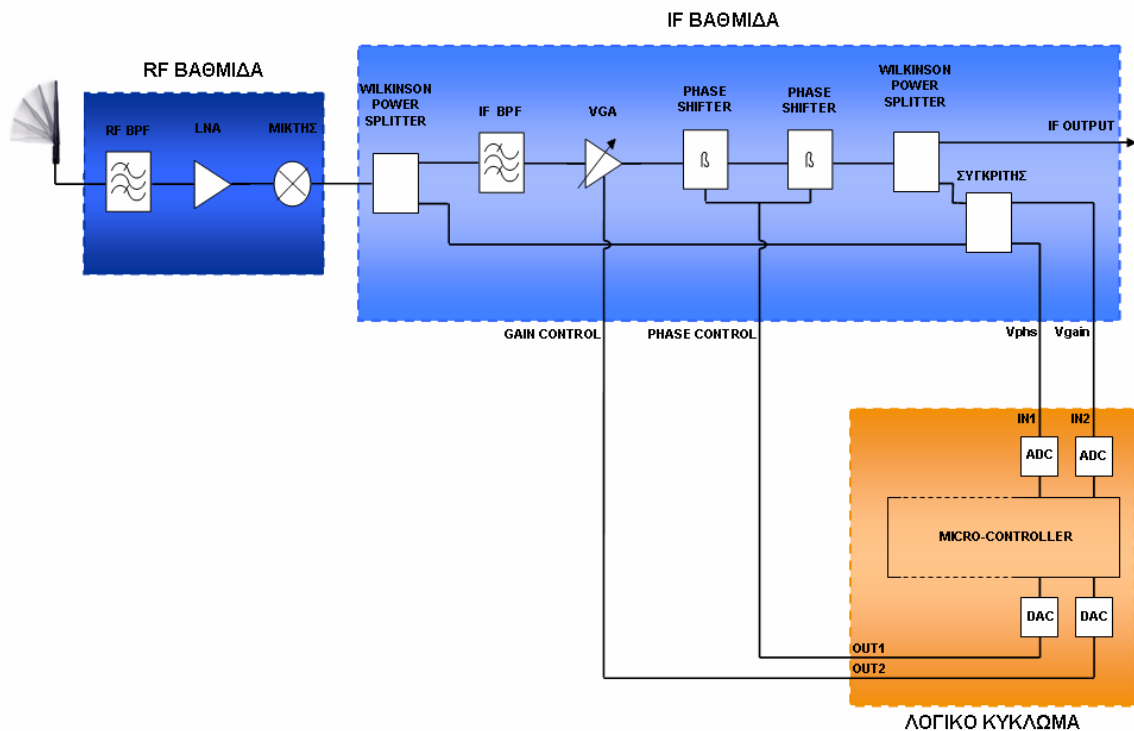 IF ΒΑΘΜΙΔΑ
RF ΒΑΘΜΙΔΑ
WILKINSON
POWER
SPLITTER
IF BPF
VGA
PHASE
SHIFTER
PHASE
SHIFTER
WILKINSON
POWER
SPLITTER
RF BPF
LNA
ΜΙΚΤΗΣ
IF OUTPUT
ß
ß
ΣΥΓΚΡΙΤΗΣ
GAIN CONTROL
PHASE CONTROL
Vphs
Vgain
IN1
IN2
ADC
ADC
MICRO-CONTROLLER
DAC
DAC
OUT1
OUT2
ΛΟΓΙΚΟ ΚΥΚΛΩΜΑ